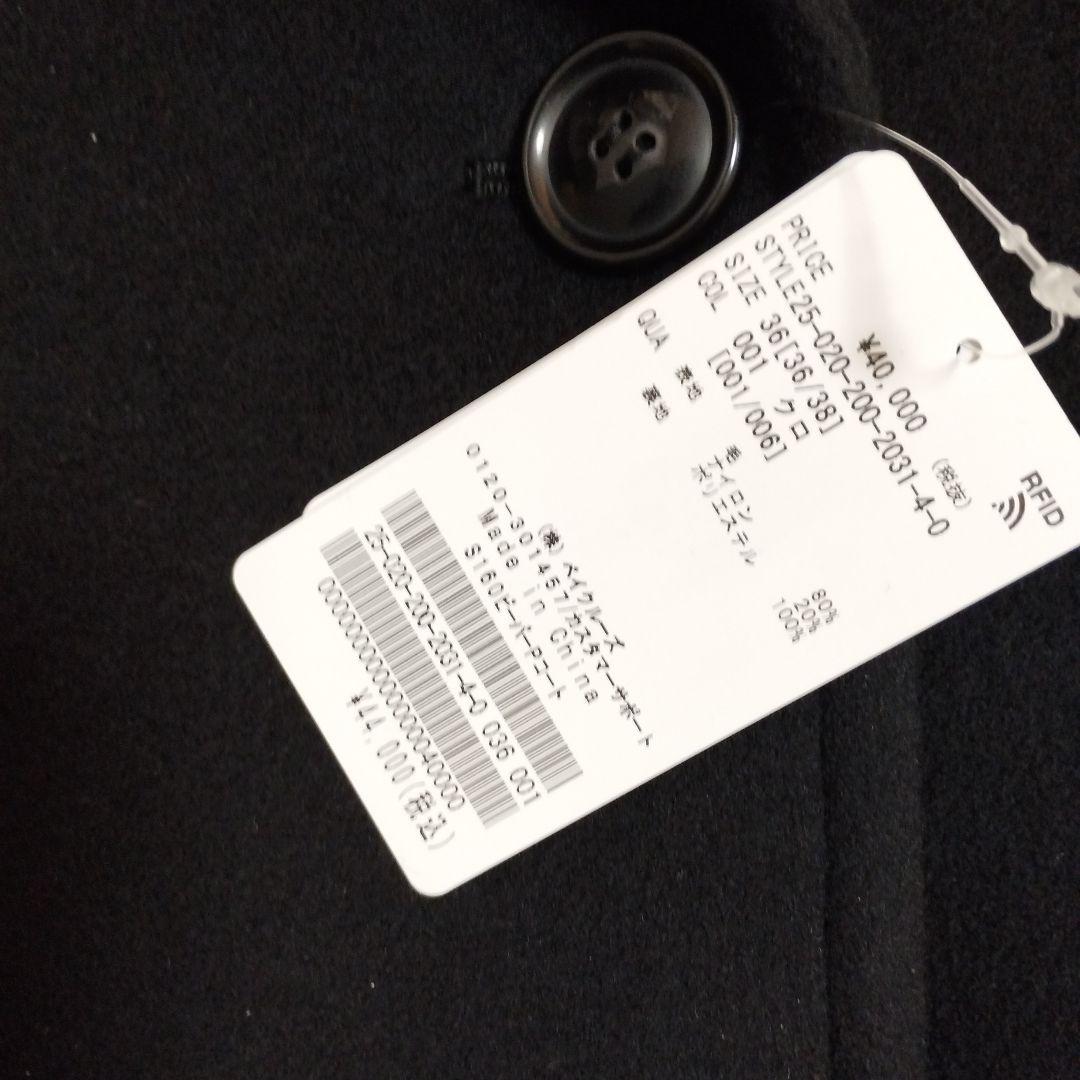 RFID
PRICE ¥40,000 (税抜)
STYLE25-020-200-2031-4-0
SIZE 36[36/38]
COL 001 クロ
[001/006]
QUA 表地 毛 80%
ナイロン 20%
裏地 ポリエステル 100%
(株) ベイクルーズ
0120-301457/カスタマーサポート
Made in China
S160ビーバーPコート
25-020-200-2031-4-0 036 001
0000000000000040000
¥44,000(税込)